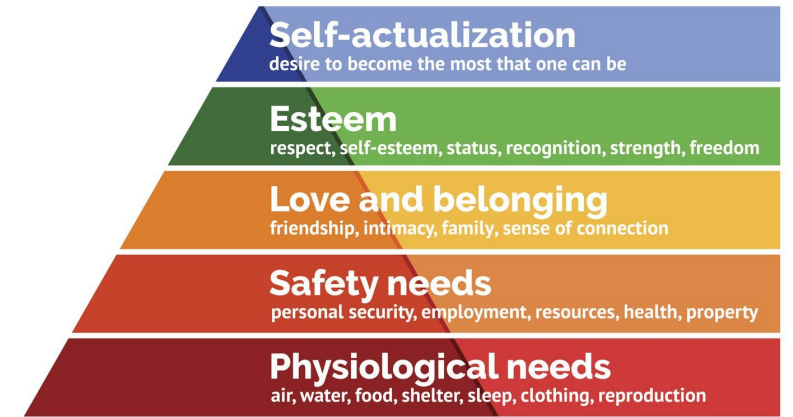 Self-actualization
desire to become the most that one can be
Esteem
respect, self-esteem, status, recognition, strength, freedom
Love and belonging
friendship, intimacy, family, sense of connection
Safety needs
personal security, employment, resources, health, property
Physiological needs
air, water, food, shelter, sleep, clothing, reproduction